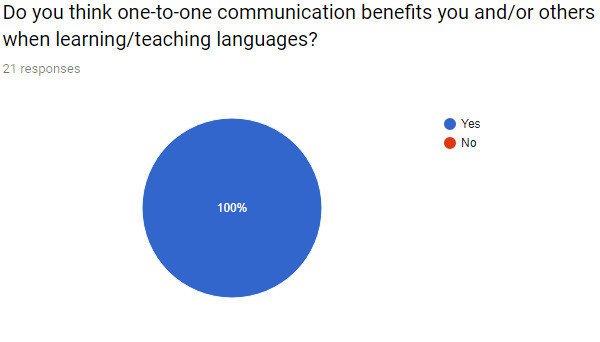 Do you think one-to-one communication benefits you and/or others
when learning/teaching languages?
21 responses
Yes
No
100%